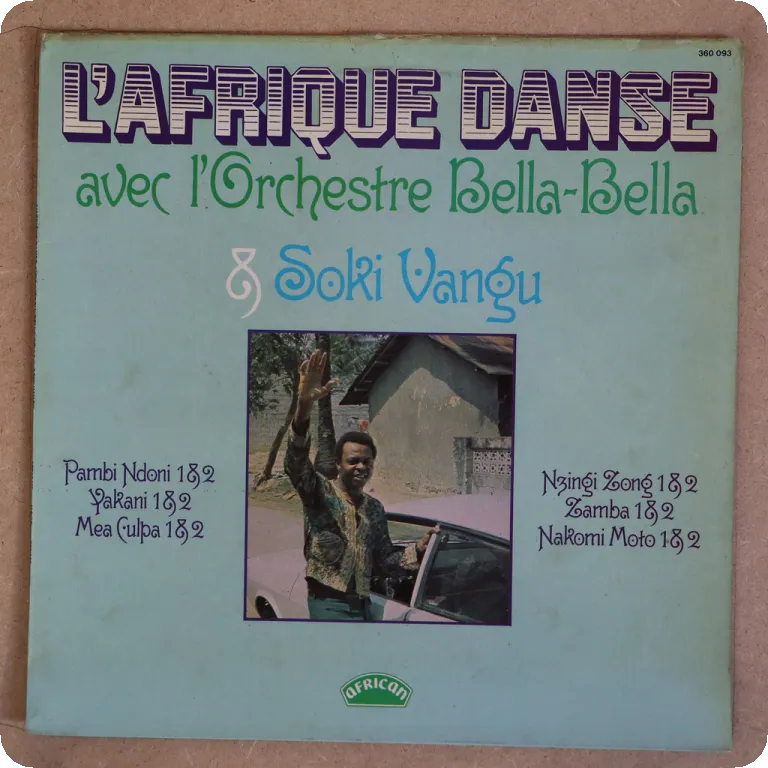 360 093
L'AFRIQUE DANSE
avec l'Orchestre Bella-Bella
& Soki Vangu
Pambi Ndoni 1 & 2
Yakani 1 & 2
Mea Culpa 1 & 2
Nzingi Zong 1 & 2
Zamba 1 & 2
Nakomi Moto 1 & 2
AFRICAN